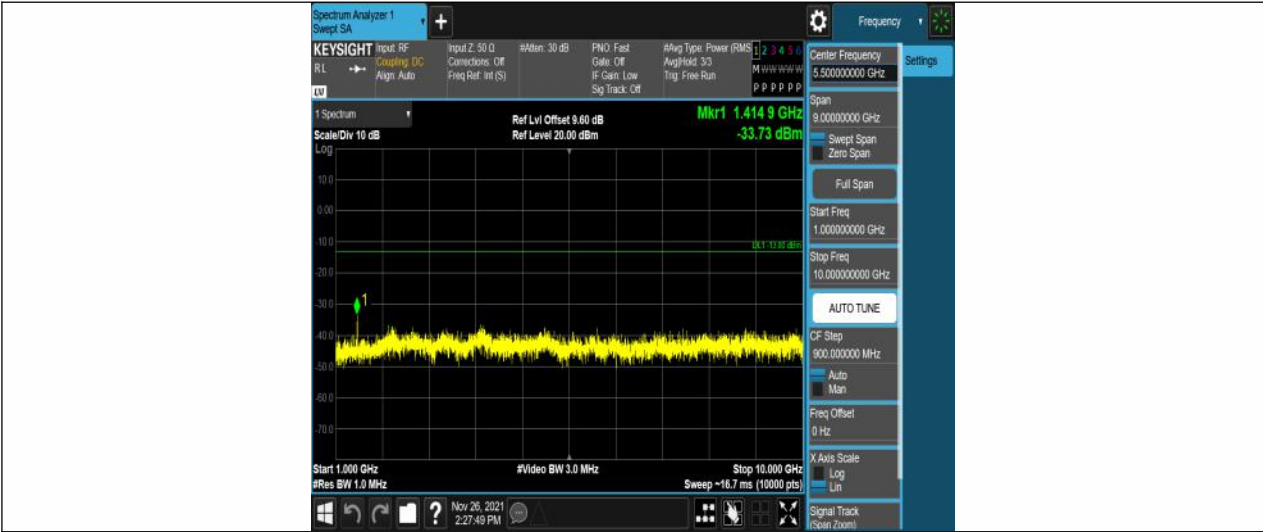 Spectrum Analyzer 1
Swept SA
+
Frequency
KEYSIGHT
Input: RF
Coupling: DC
Align: Auto
RL
LXI
Input Z: 50 Ω
Corrections: Off
Freq Ref: Int (S)
#Atten: 30 dB
PNO: Fast
Gate: Off
IF Gain: Low
Sig Track: Off
#Avg Type: Power (RMS
Avg|Hold: 3/3
Trig: Free Run
1 2 3 4 5 6
M W W W W W
P P P P P P
Center Frequency
5.500000000 GHz
Settings
Span
9.00000000 GHz
Swept Span
Zero Span
Full Span
Start Freq
1.000000000 GHz
Stop Freq
10.000000000 GHz
AUTO TUNE
CF Step
900.000000 MHz
Auto
Man
Freq Offset
0 Hz
X Axis Scale
Log
Lin
Signal Track
(Span Zoom)
1 Spectrum
Scale/Div 10 dB
Log
Ref Lvl Offset 9.60 dB
Ref Level 20.00 dBm
Mkr1 1.414 9 GHz
-33.73 dBm
10.0
0.00
-10.0
DL1 -13.00 dBm
-20.0
-30.0
1
-40.0
-50.0
-60.0
-70.0
Start 1.000 GHz
#Res BW 1.0 MHz
#Video BW 3.0 MHz
Stop 10.000 GHz
Sweep ~16.7 ms (10000 pts)
?
Nov 26, 2021
2:27:49 PM